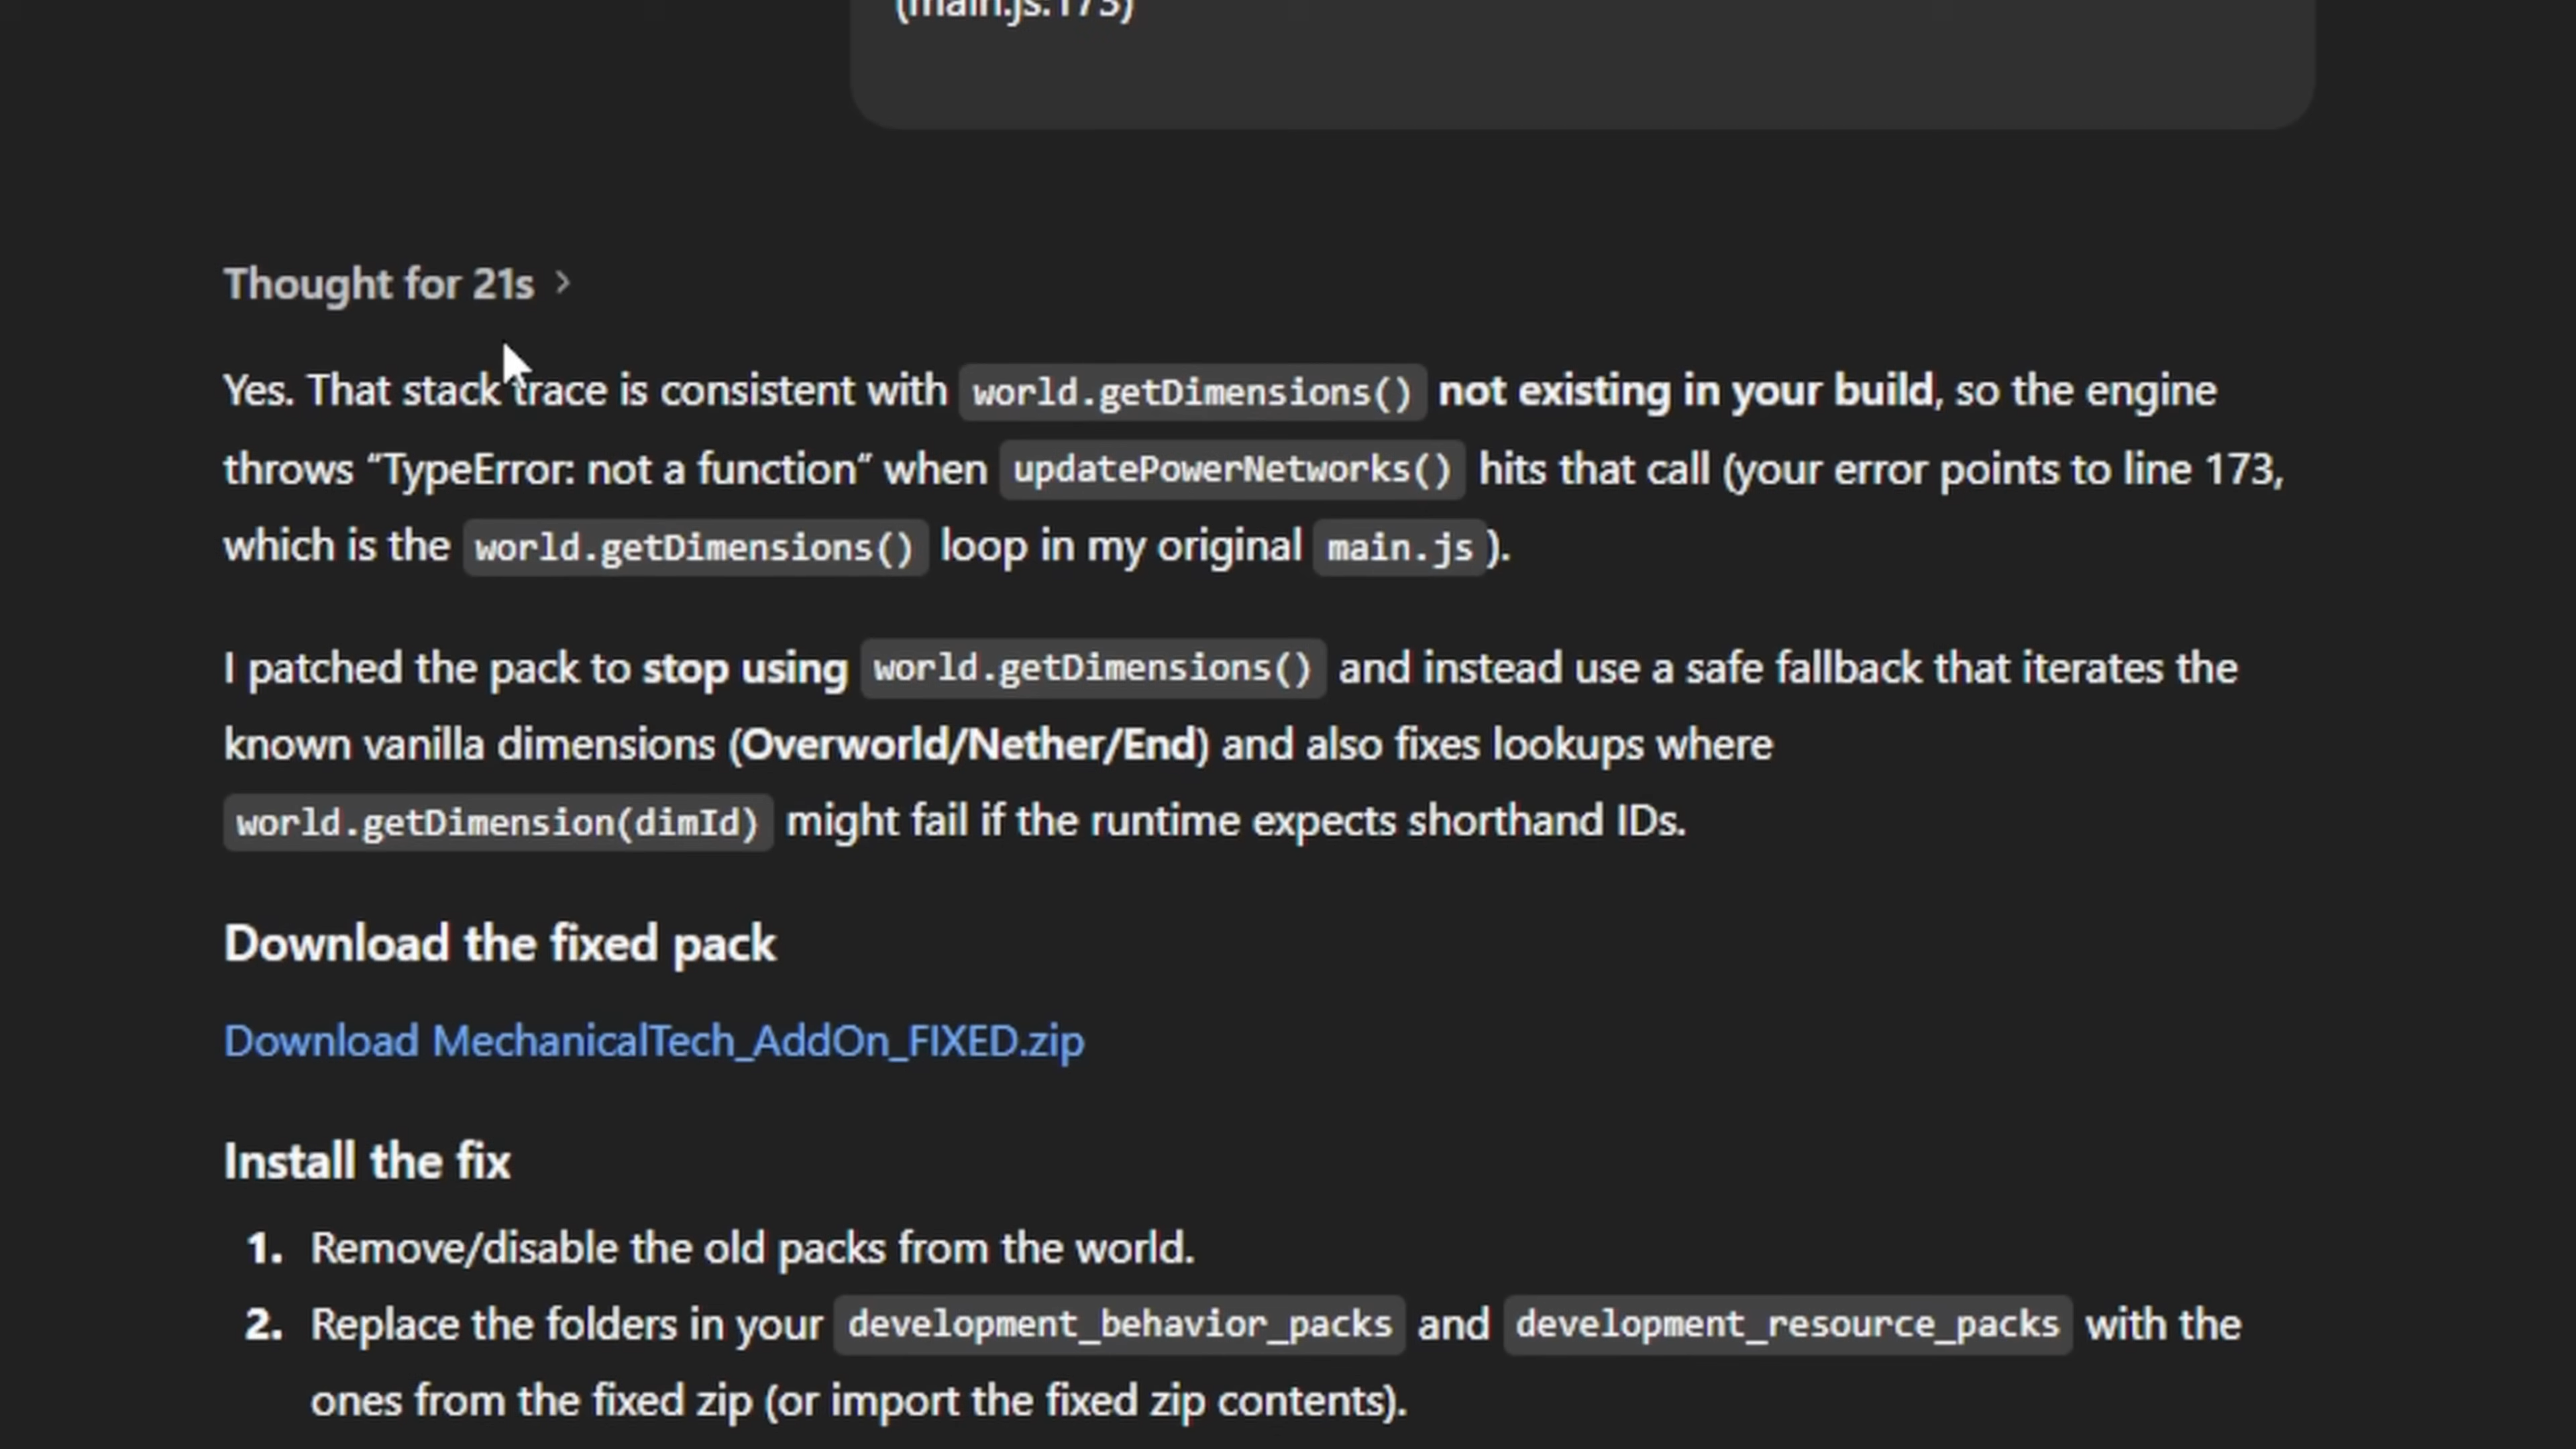 (main.js:173)
Thought for 21s >
Yes. That stack trace is consistent with world.getDimensions() not existing in your build, so the engine
throws “TypeError: not a function” when updatePowerNetworks() hits that call (your error points to line 173,
which is the world.getDimensions() loop in my original main.js ).
I patched the pack to stop using world.getDimensions() and instead use a safe fallback that iterates the
known vanilla dimensions (Overworld/Nether/End) and also fixes lookups where
world.getDimension(dimId) might fail if the runtime expects shorthand IDs.
Download the fixed pack
Download MechanicalTech_AddOn_FIXED.zip
Install the fix
1. Remove/disable the old packs from the world.
2. Replace the folders in your development_behavior_packs and development_resource_packs with the
ones from the fixed zip (or import the fixed zip contents).